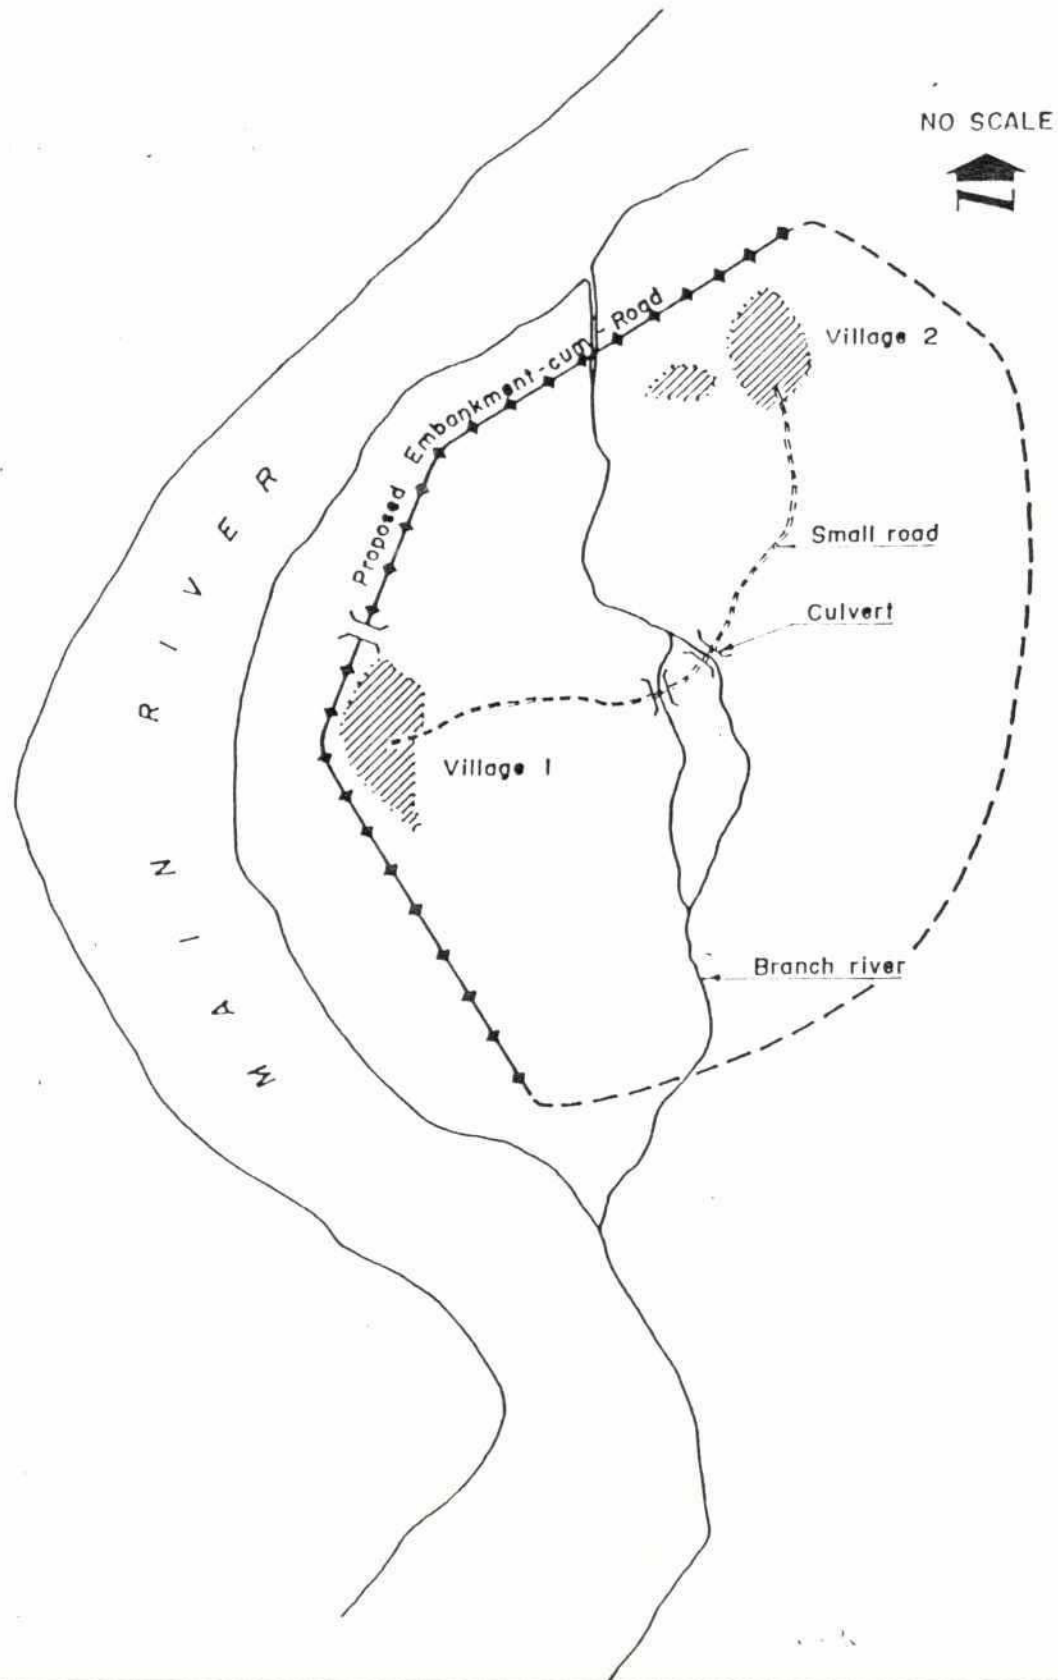 NO SCALE
Village 2
Proposed Embankment-cum-Road
Small road
Culvert
Village 1
Branch river
MAIN RIVER